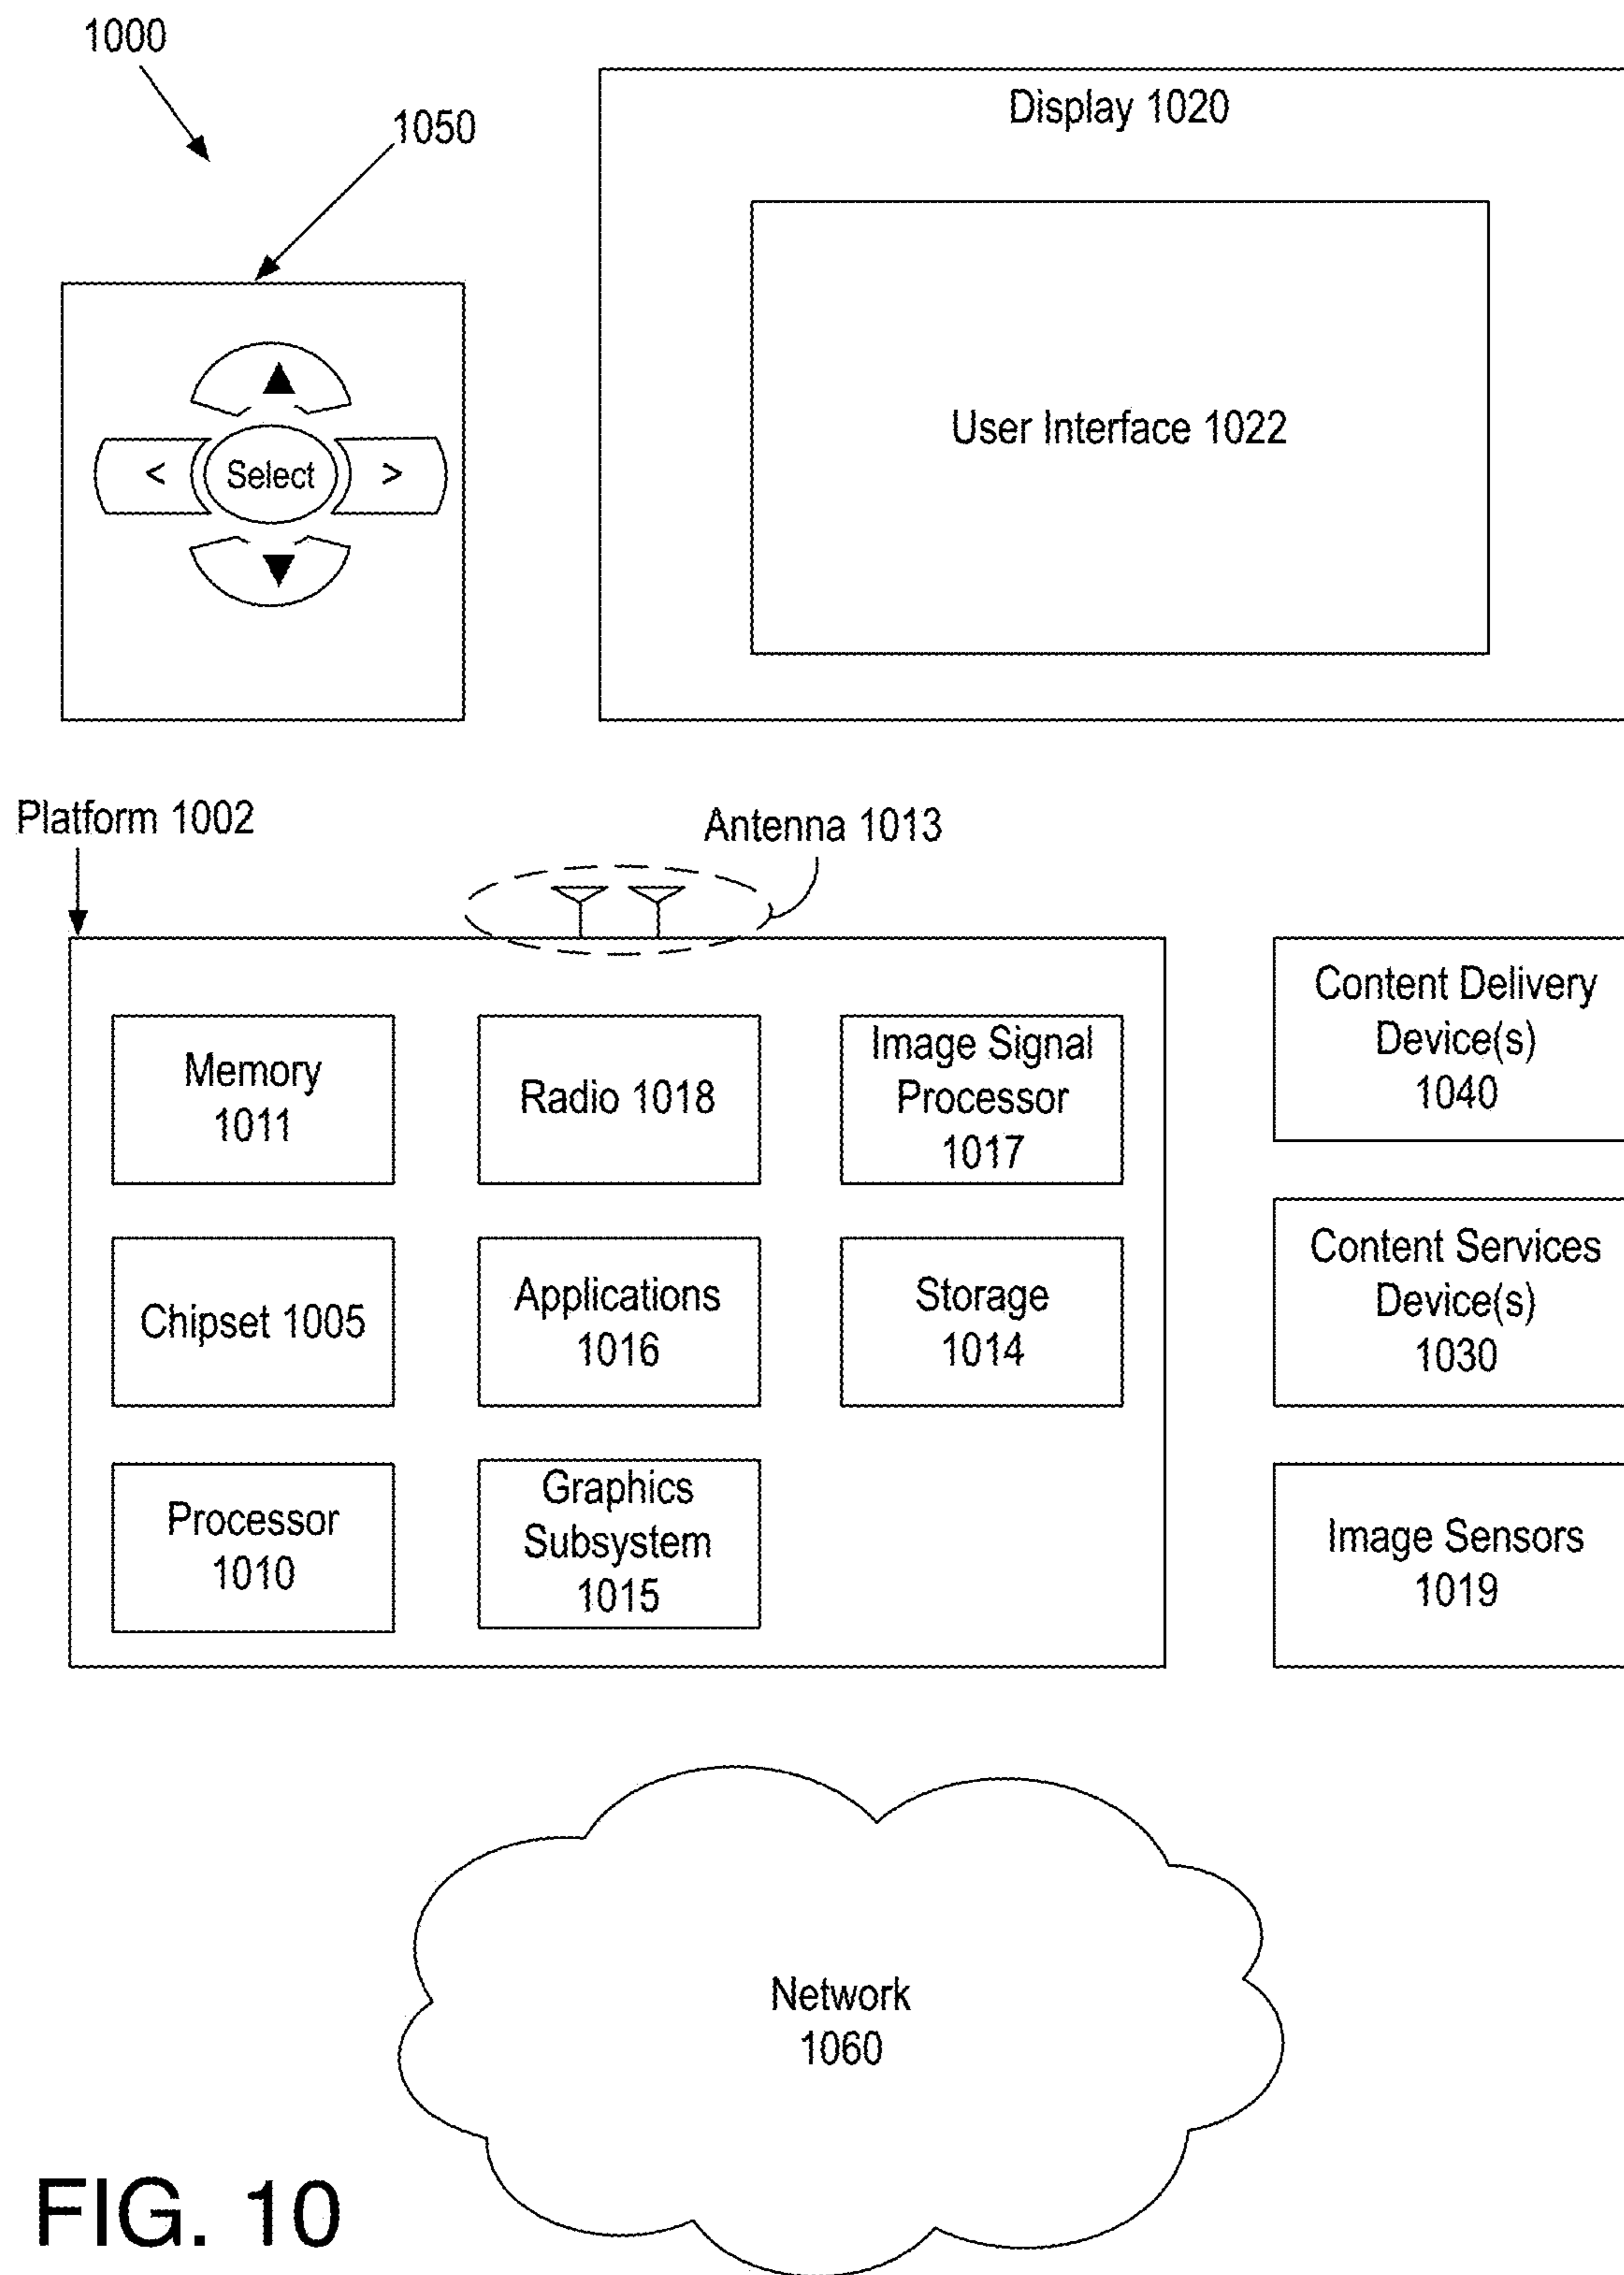 1000
1050
Display 1020
User Interface 1022
<
Select
>
Platform 1002
Antenna 1013
Memory
1011
Radio 1018
Image Signal
Processor
1017
Chipset 1005
Applications
1016
Storage
1014
Processor
1010
Graphics
Subsystem
1015
Content Delivery
Device(s)
1040
Content Services
Device(s)
1030
Image Sensors
1019
Network
1060
FIG. 10